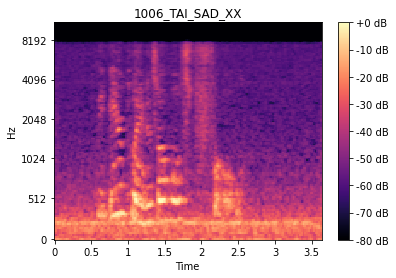 1006_TAI_SAD_XX
+0 dB
8192
-10 dB
4096
-20 dB
-30 dB
2048
Hz
-40 dB
1024
-50 dB
512
-60 dB
-70 dB
0
-80 dB
0 0.5 1 1.5 2 2.5 3 3.5
Time